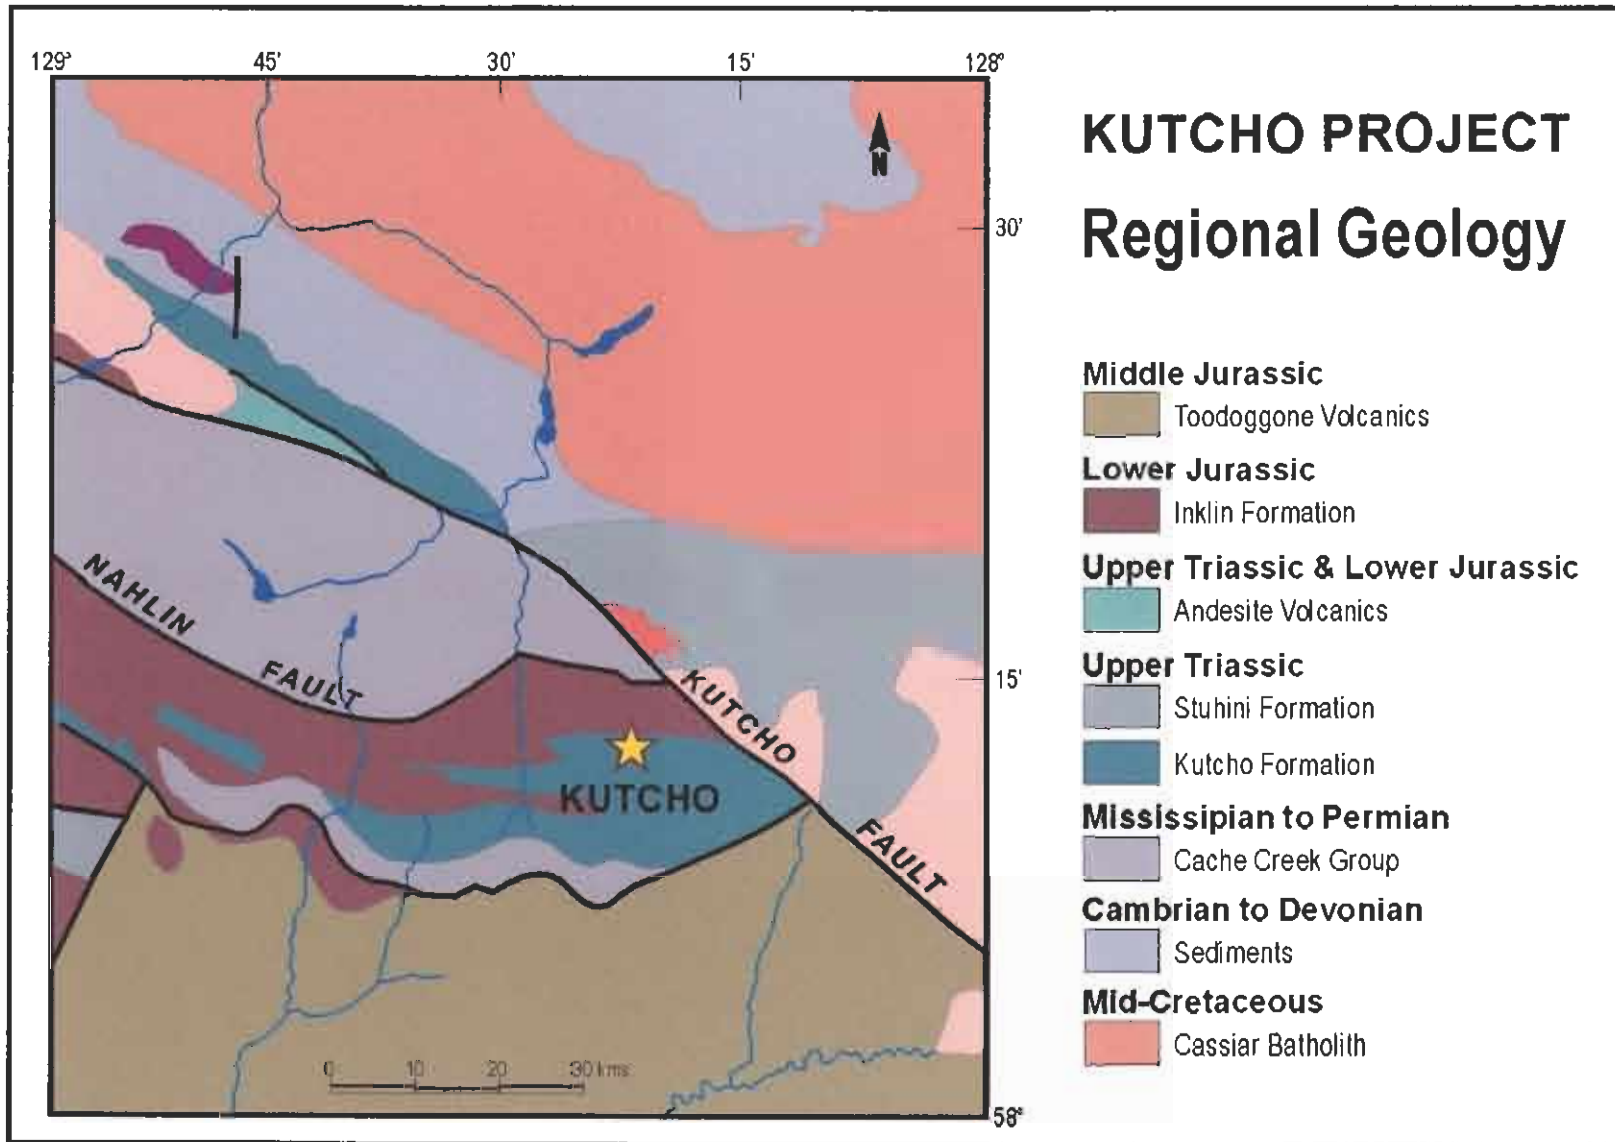 129° 45' 30' 15' 128°
KUTCHO PROJECT
Regional Geology
N
30'
15'
58°
NAHLIN
FAULT
KUTCHO
FAULT
KUTCHO
0 10 20 30 kms
Middle Jurassic
Toodoggone Volcanics
Lower Jurassic
Inklin Formation
Upper Triassic & Lower Jurassic
Andesite Volcanics
Upper Triassic
Stuhini Formation
Kutcho Formation
Mississipian to Permian
Cache Creek Group
Cambrian to Devonian
Sediments
Mid-Cretaceous
Cassiar Batholith